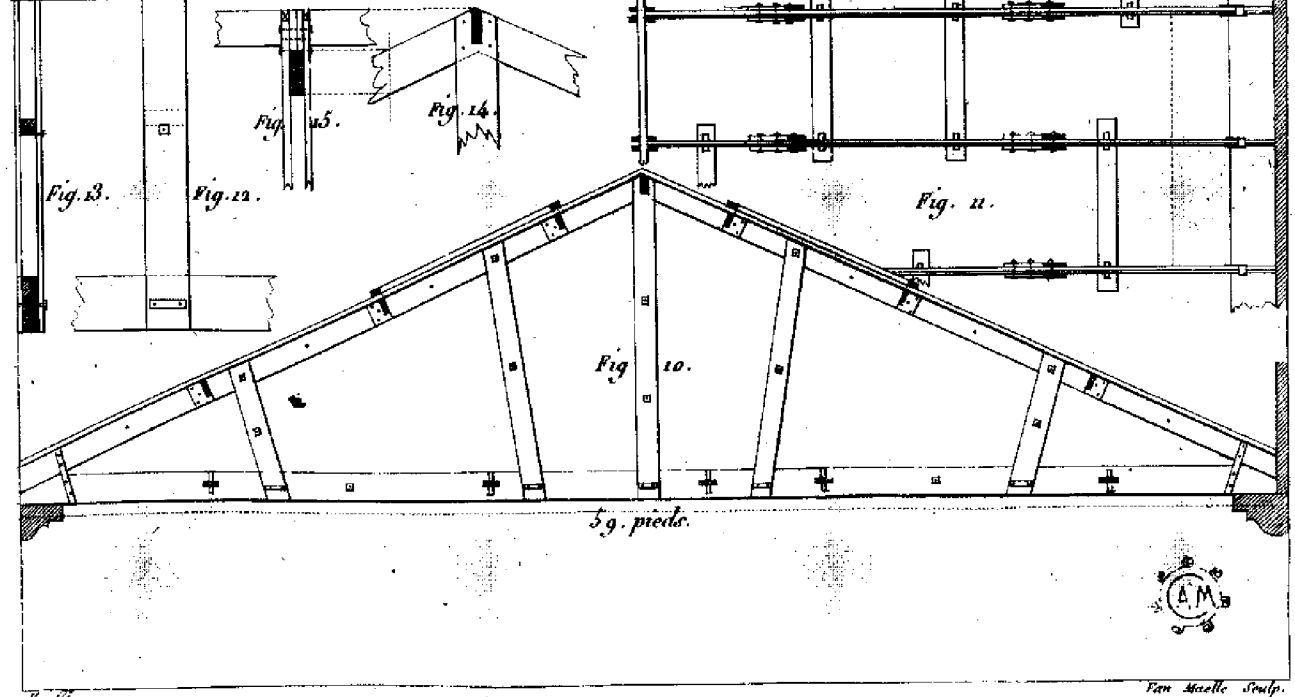 Fig. 15.
Fig. 14.
Fig. 13.
Fig. 12.
Fig. 11.
Fig 10.
59. pieds.
AM
Van Maelle Sculp.